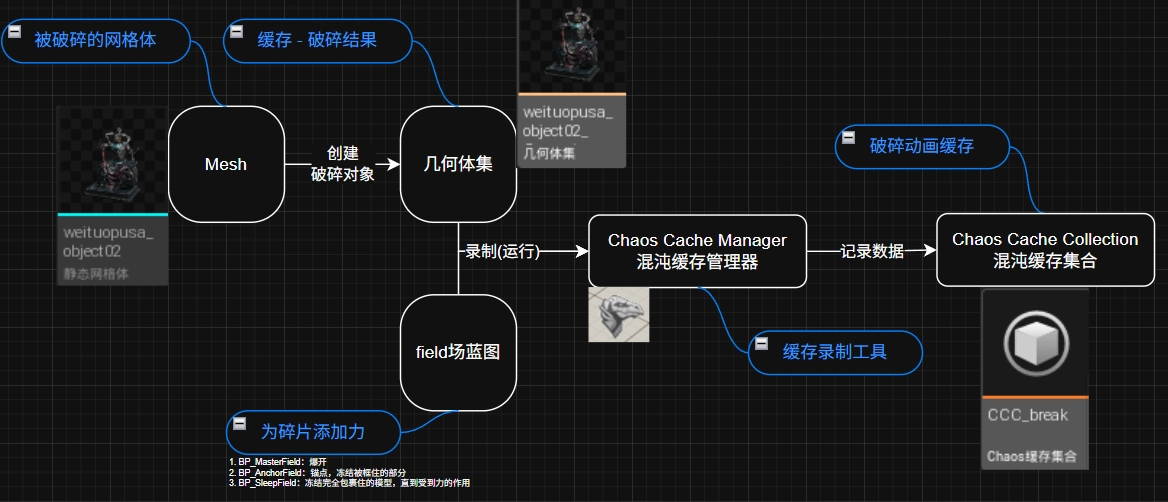 被破碎的网格体
缓存 - 破碎结果
weituopusa_
object02_
几何体集
破碎动画缓存
Mesh
创建
破碎对象
几何体集
weituopusa_
object02
静态网格体
录制(运行)
Chaos Cache Manager
混沌缓存管理器
记录数据
Chaos Cache Collection
混沌缓存集合
field场蓝图
缓存录制工具
为碎片添加力
1. BP_MasterField：爆开
2. BP_AnchorField：锚点，冻结被框住的部分
3. BP_SleepField：冻结完全包裹住的模型，直到受到力的作用
CCC_break
Chaos缓存集合